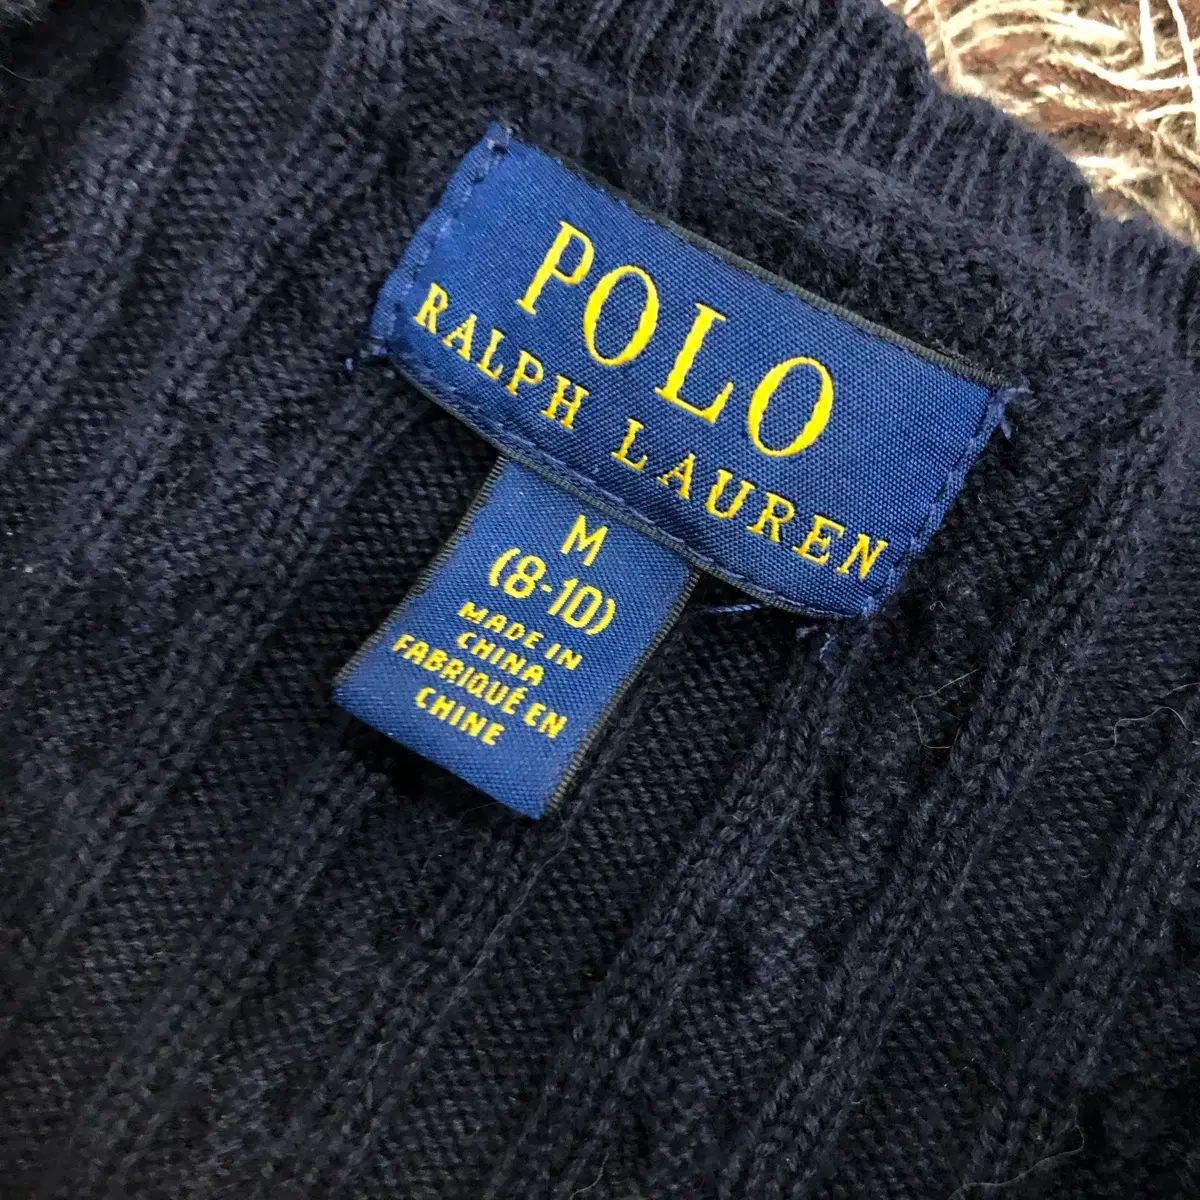 POLO
RALPH LAUREN
M
(8-10)
MADE IN
CHINA
FABRIQUÉ EN
CHINE